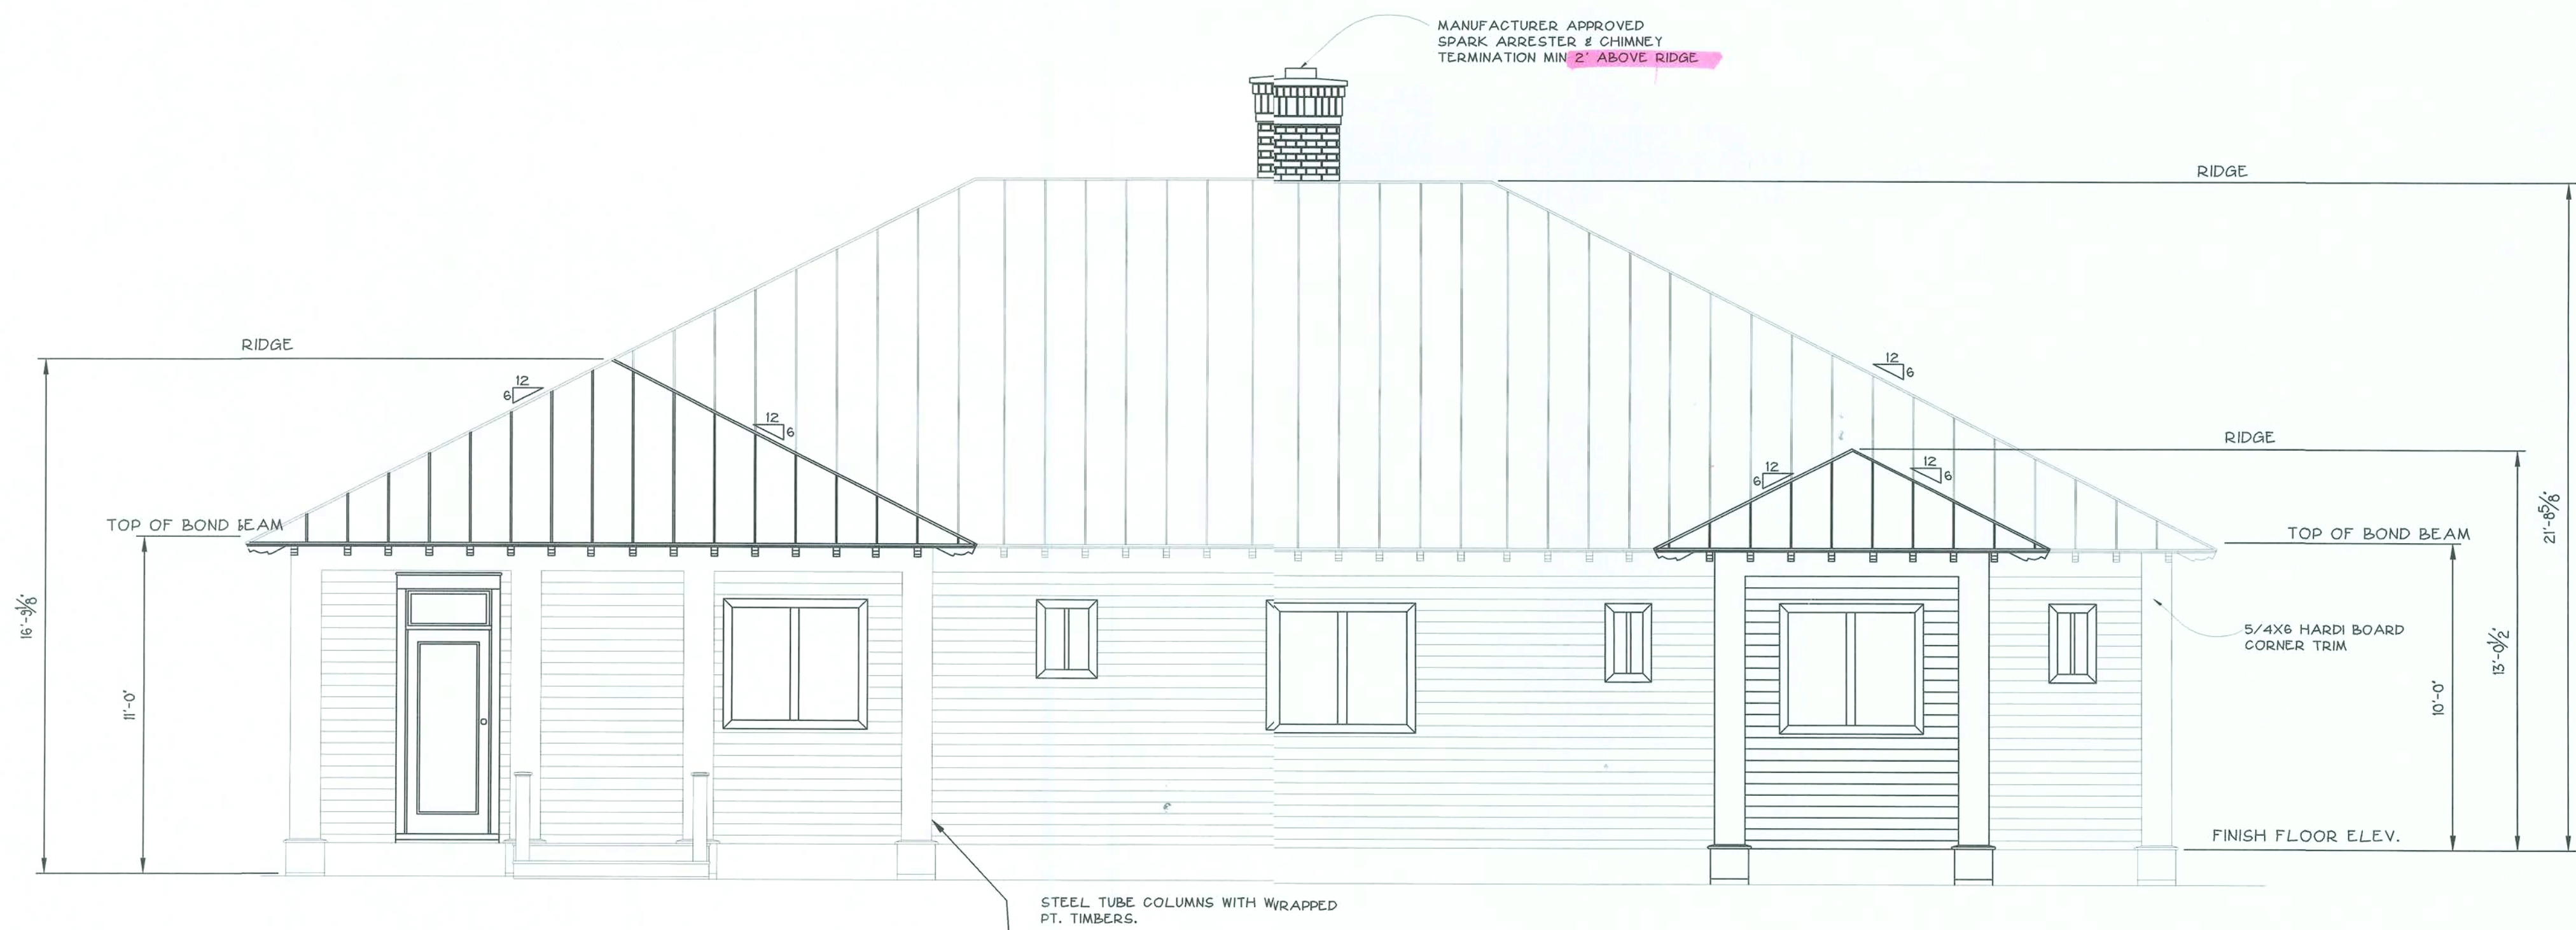 MANUFACTURER APPROVED
SPARK ARRESTER & CHIMNEY
TERMINATION MIN 2' ABOVE RIDGE
RIDGE
RIDGE
12
6
12
6
12
6
RIDGE
12
6
12
6
TOP OF BOND BEAM
TOP OF BOND BEAM
16'-9⅛"
11'-0"
21'-8⅝"
13'-0½"
10'-0"
5/4X6 HARDI BOARD
CORNER TRIM
FINISH FLOOR ELEV.
STEEL TUBE COLUMNS WITH WRAPPED
PT. TIMBERS.